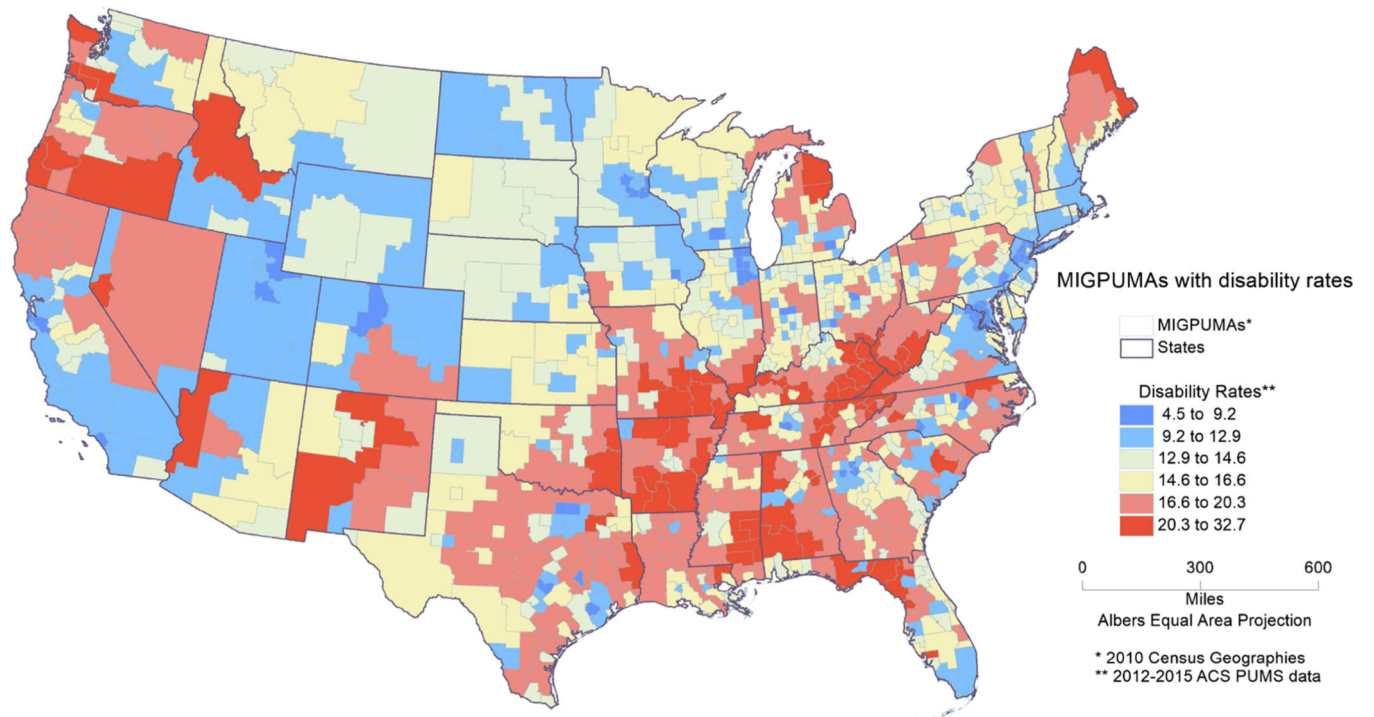 MIGPUMAs with disability rates
MIGPUMAs*
States
Disability Rates**
4.5 to 9.2
9.2 to 12.9
12.9 to 14.6
14.6 to 16.6
16.6 to 20.3
20.3 to 32.7
0 300 600
Miles
Albers Equal Area Projection
* 2010 Census Geographies
** 2012-2015 ACS PUMS data